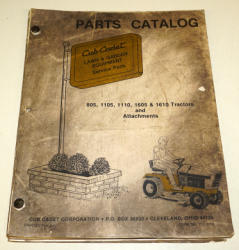 PARTS CATALOG
Cub Cadet
LAWN & GARDEN
EQUIPMENT
Service Parts
805, 1105, 1110, 1605 & 1610 Tractors
and
Attachments
CUB CADET CORPORATION • P.O. BOX 36930 • CLEVELAND, OHIO 44136